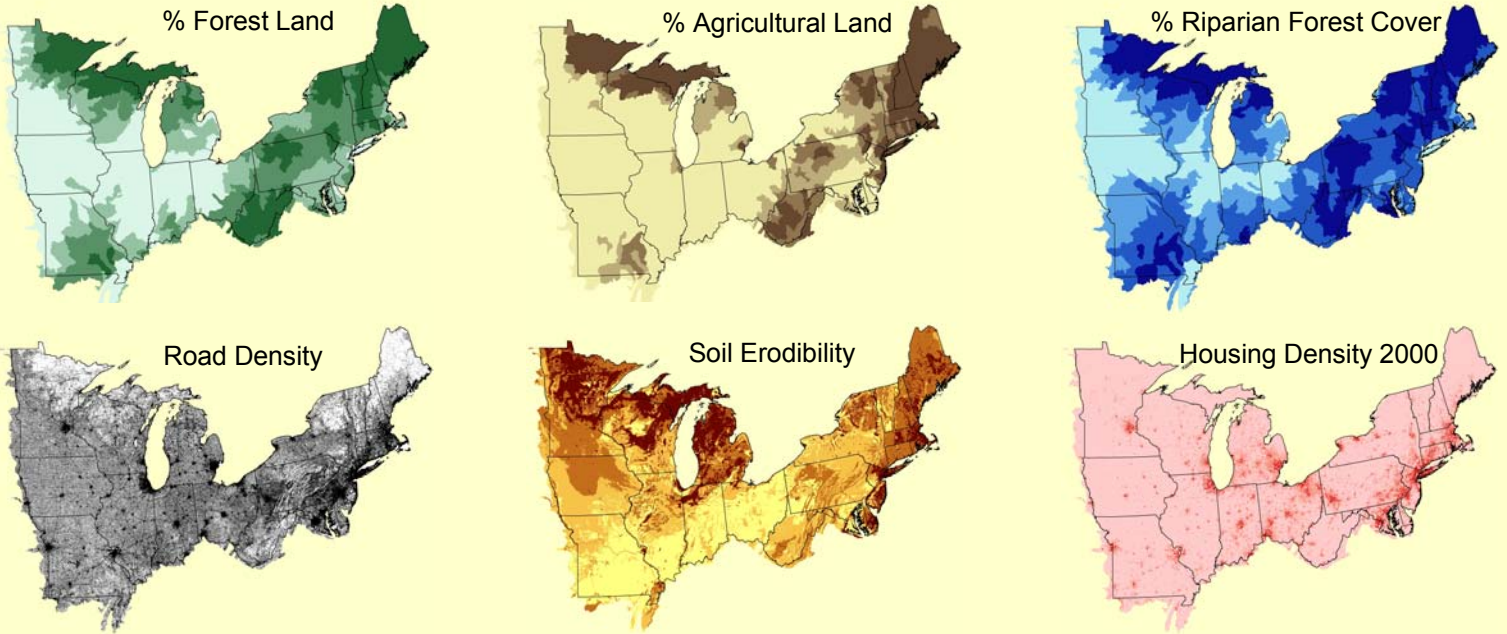 % Forest Land
% Agricultural Land
% Riparian Forest Cover
Road Density
Soil Erodibility
Housing Density 2000